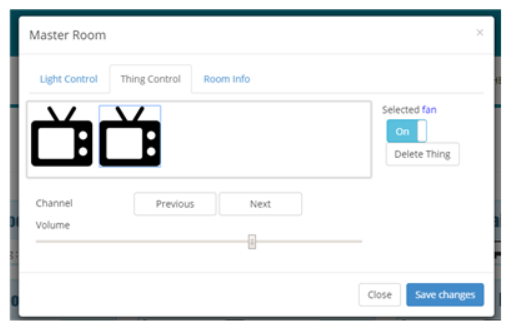 Master Room
×
Light Control
Thing Control
Room Info
Selected fan
On
Delete Thing
Channel
Previous
Next
Volume
Close
Save changes